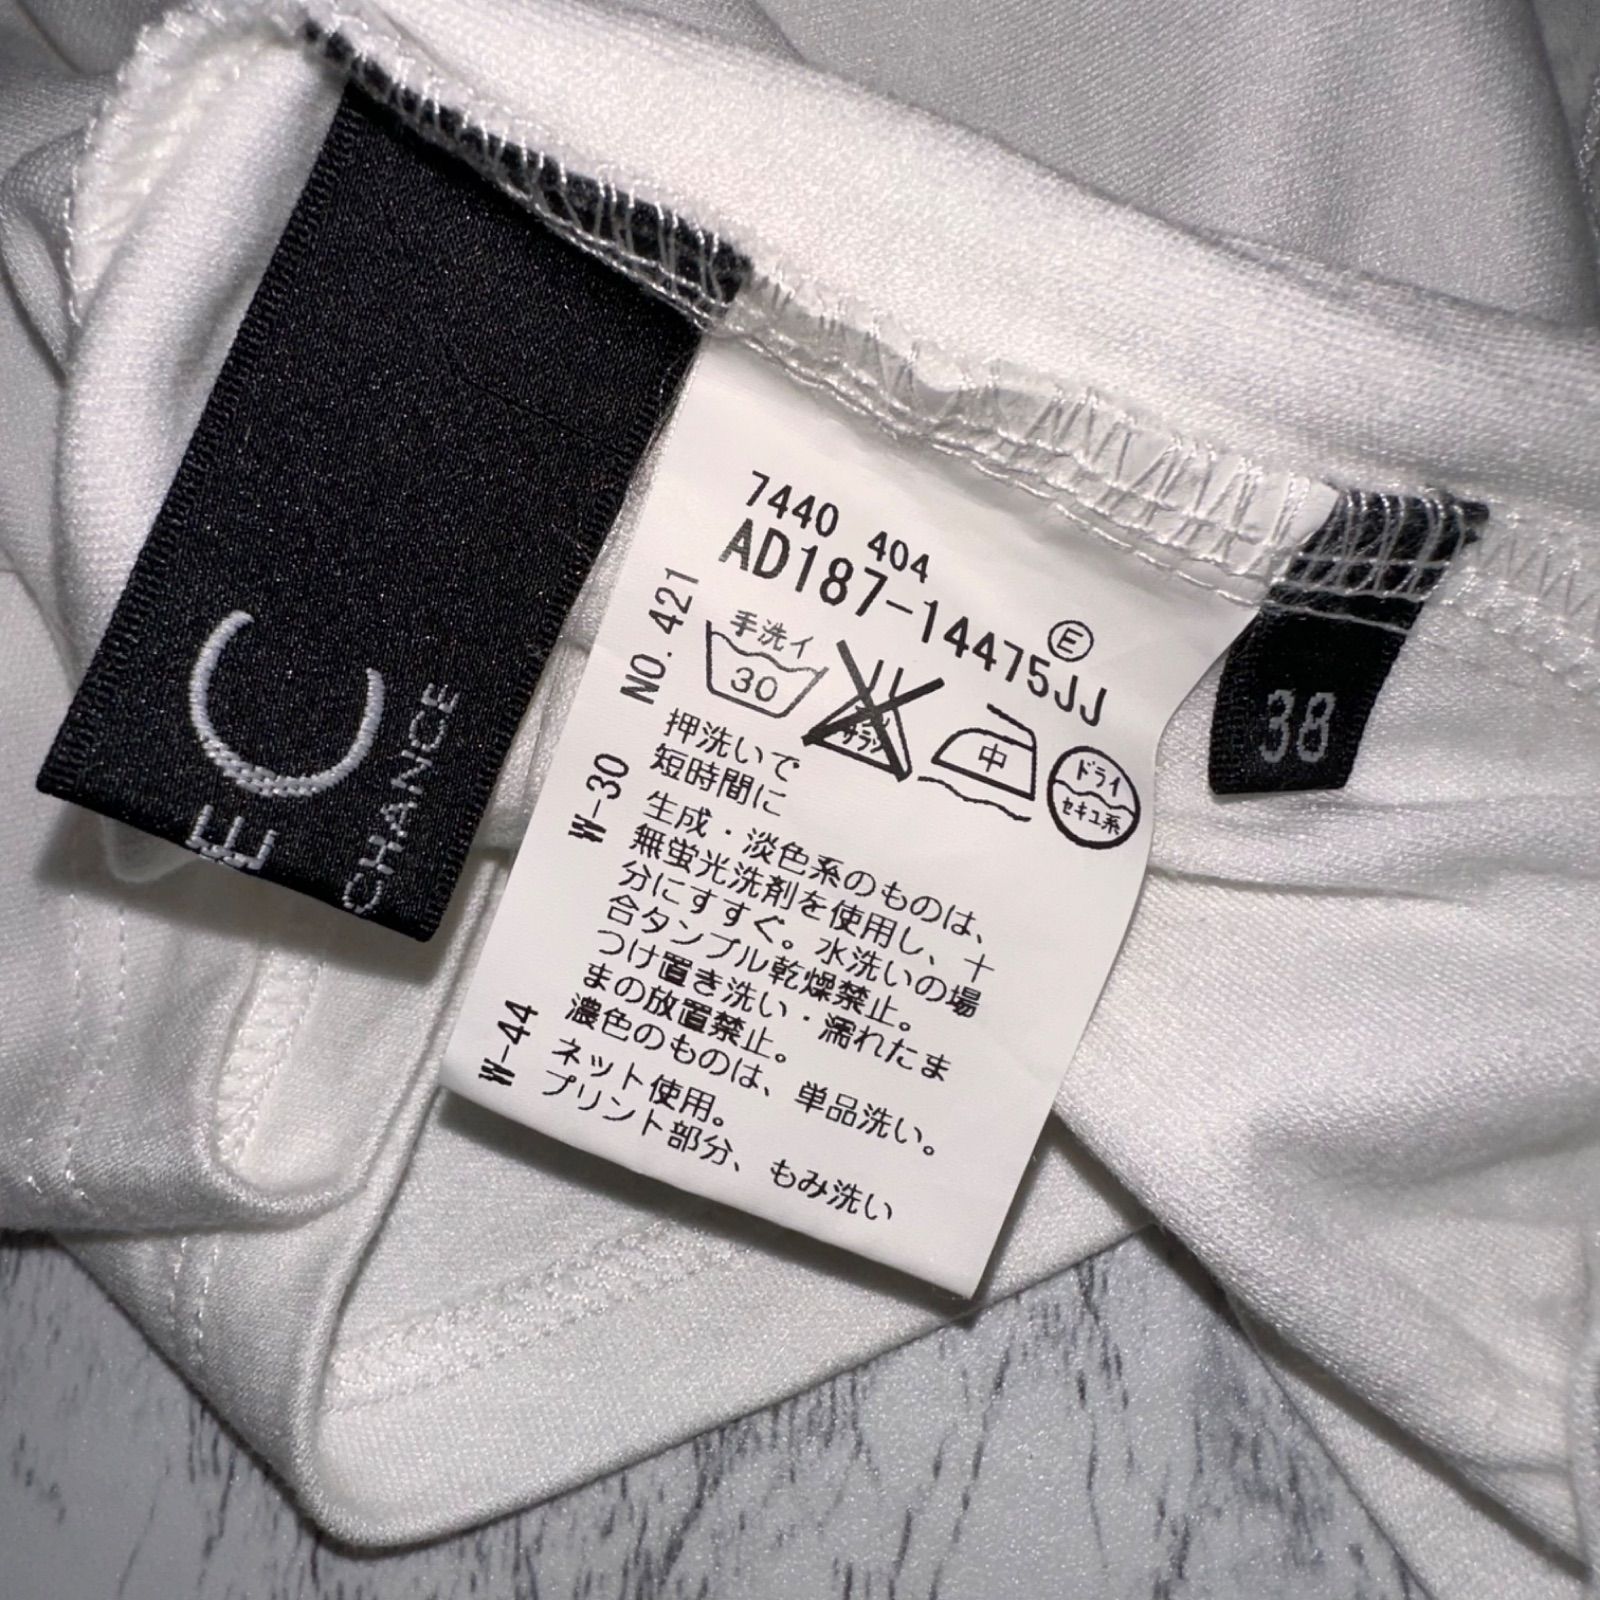 E C
CHANCE
7440 404
AD187-14475JJ
E
NO. 421
手洗イ
30
サラシ
中
ドライ
セキユ系
38
W-30
押洗いで
短時間に
生成・淡色系のものは、
無蛍光洗剤を使用し、十
分にすすぐ。水洗いの場
合タンブル乾燥禁止。
つけ置き洗い・濡れたま
まの放置禁止。
濃色のものは、単品洗い。
W-44
ネット使用。
プリント部分、もみ洗い